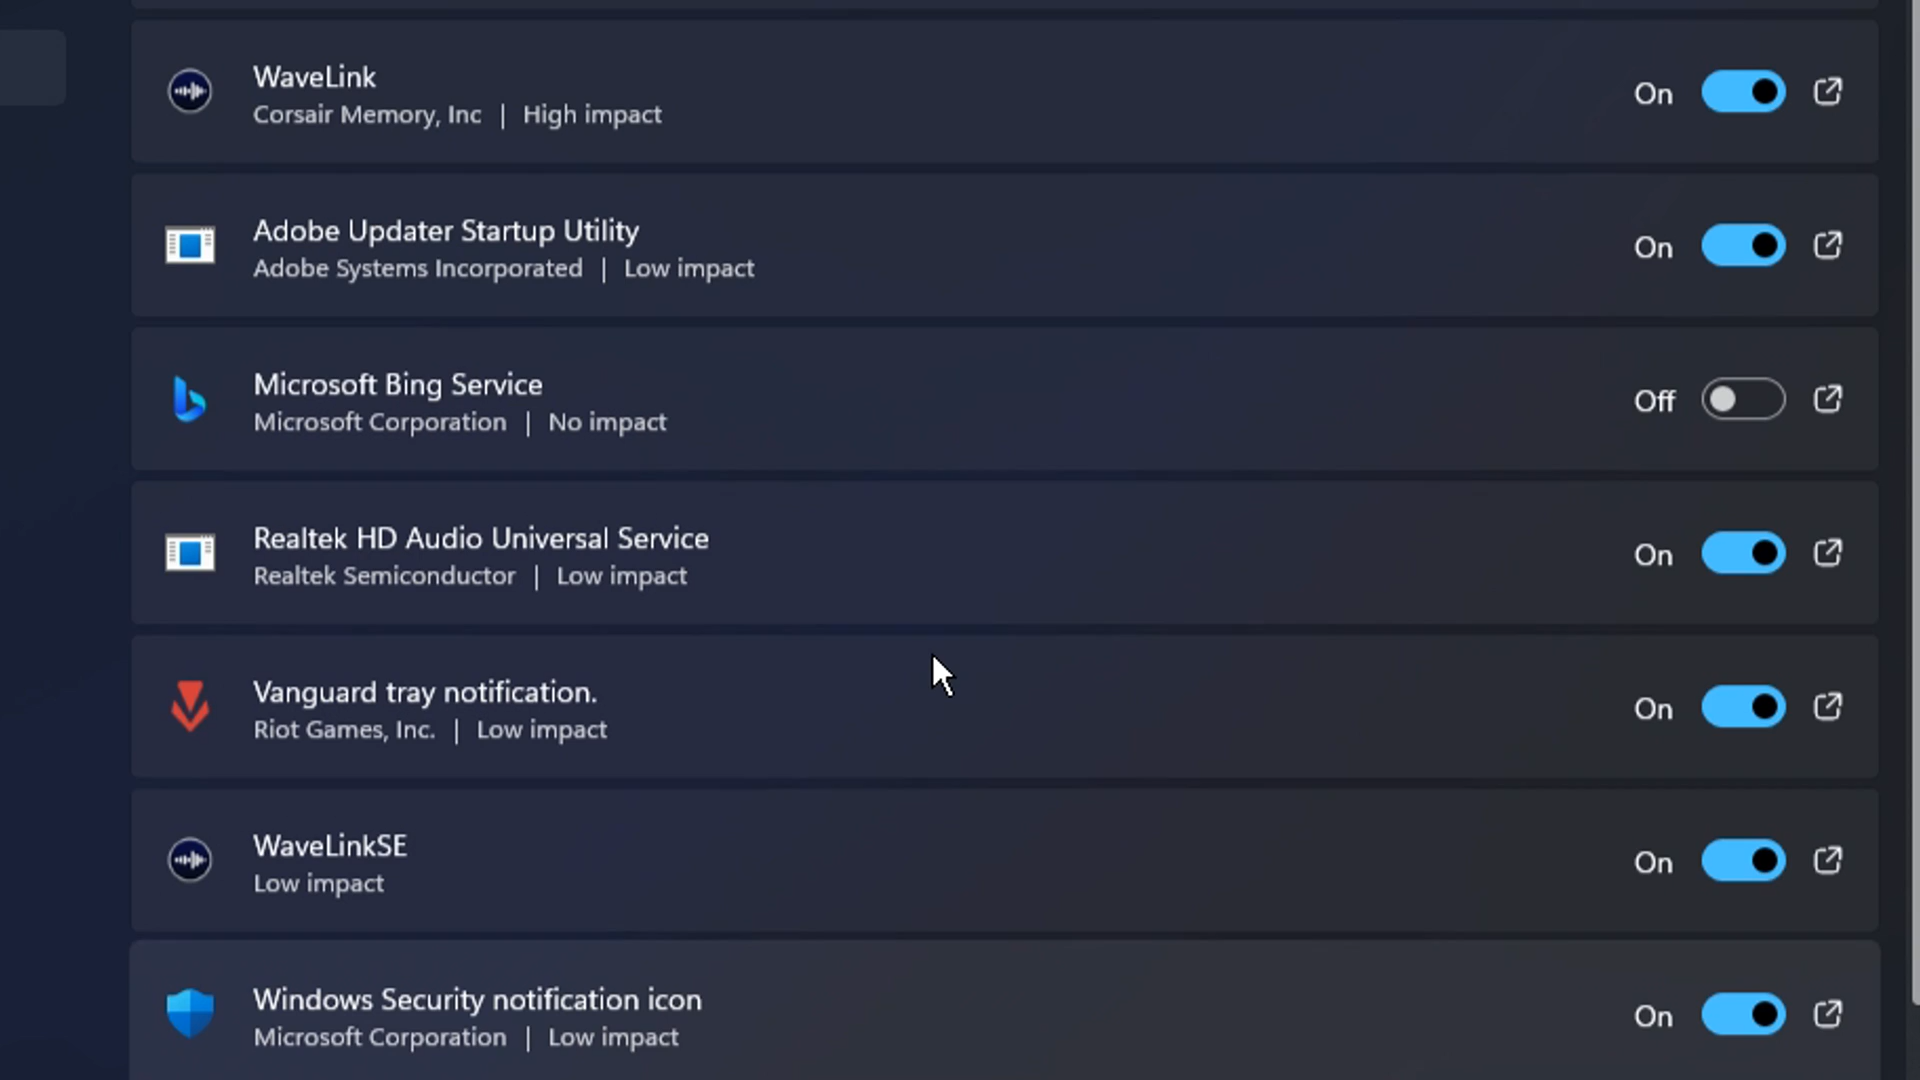 WaveLink
Corsair Memory, Inc | High impact
On
Adobe Updater Startup Utility
Adobe Systems Incorporated | Low impact
On
Microsoft Bing Service
Microsoft Corporation | No impact
Off
Realtek HD Audio Universal Service
Realtek Semiconductor | Low impact
On
Vanguard tray notification.
Riot Games, Inc. | Low impact
On
WaveLinkSE
Low impact
On
Windows Security notification icon
Microsoft Corporation | Low impact
On